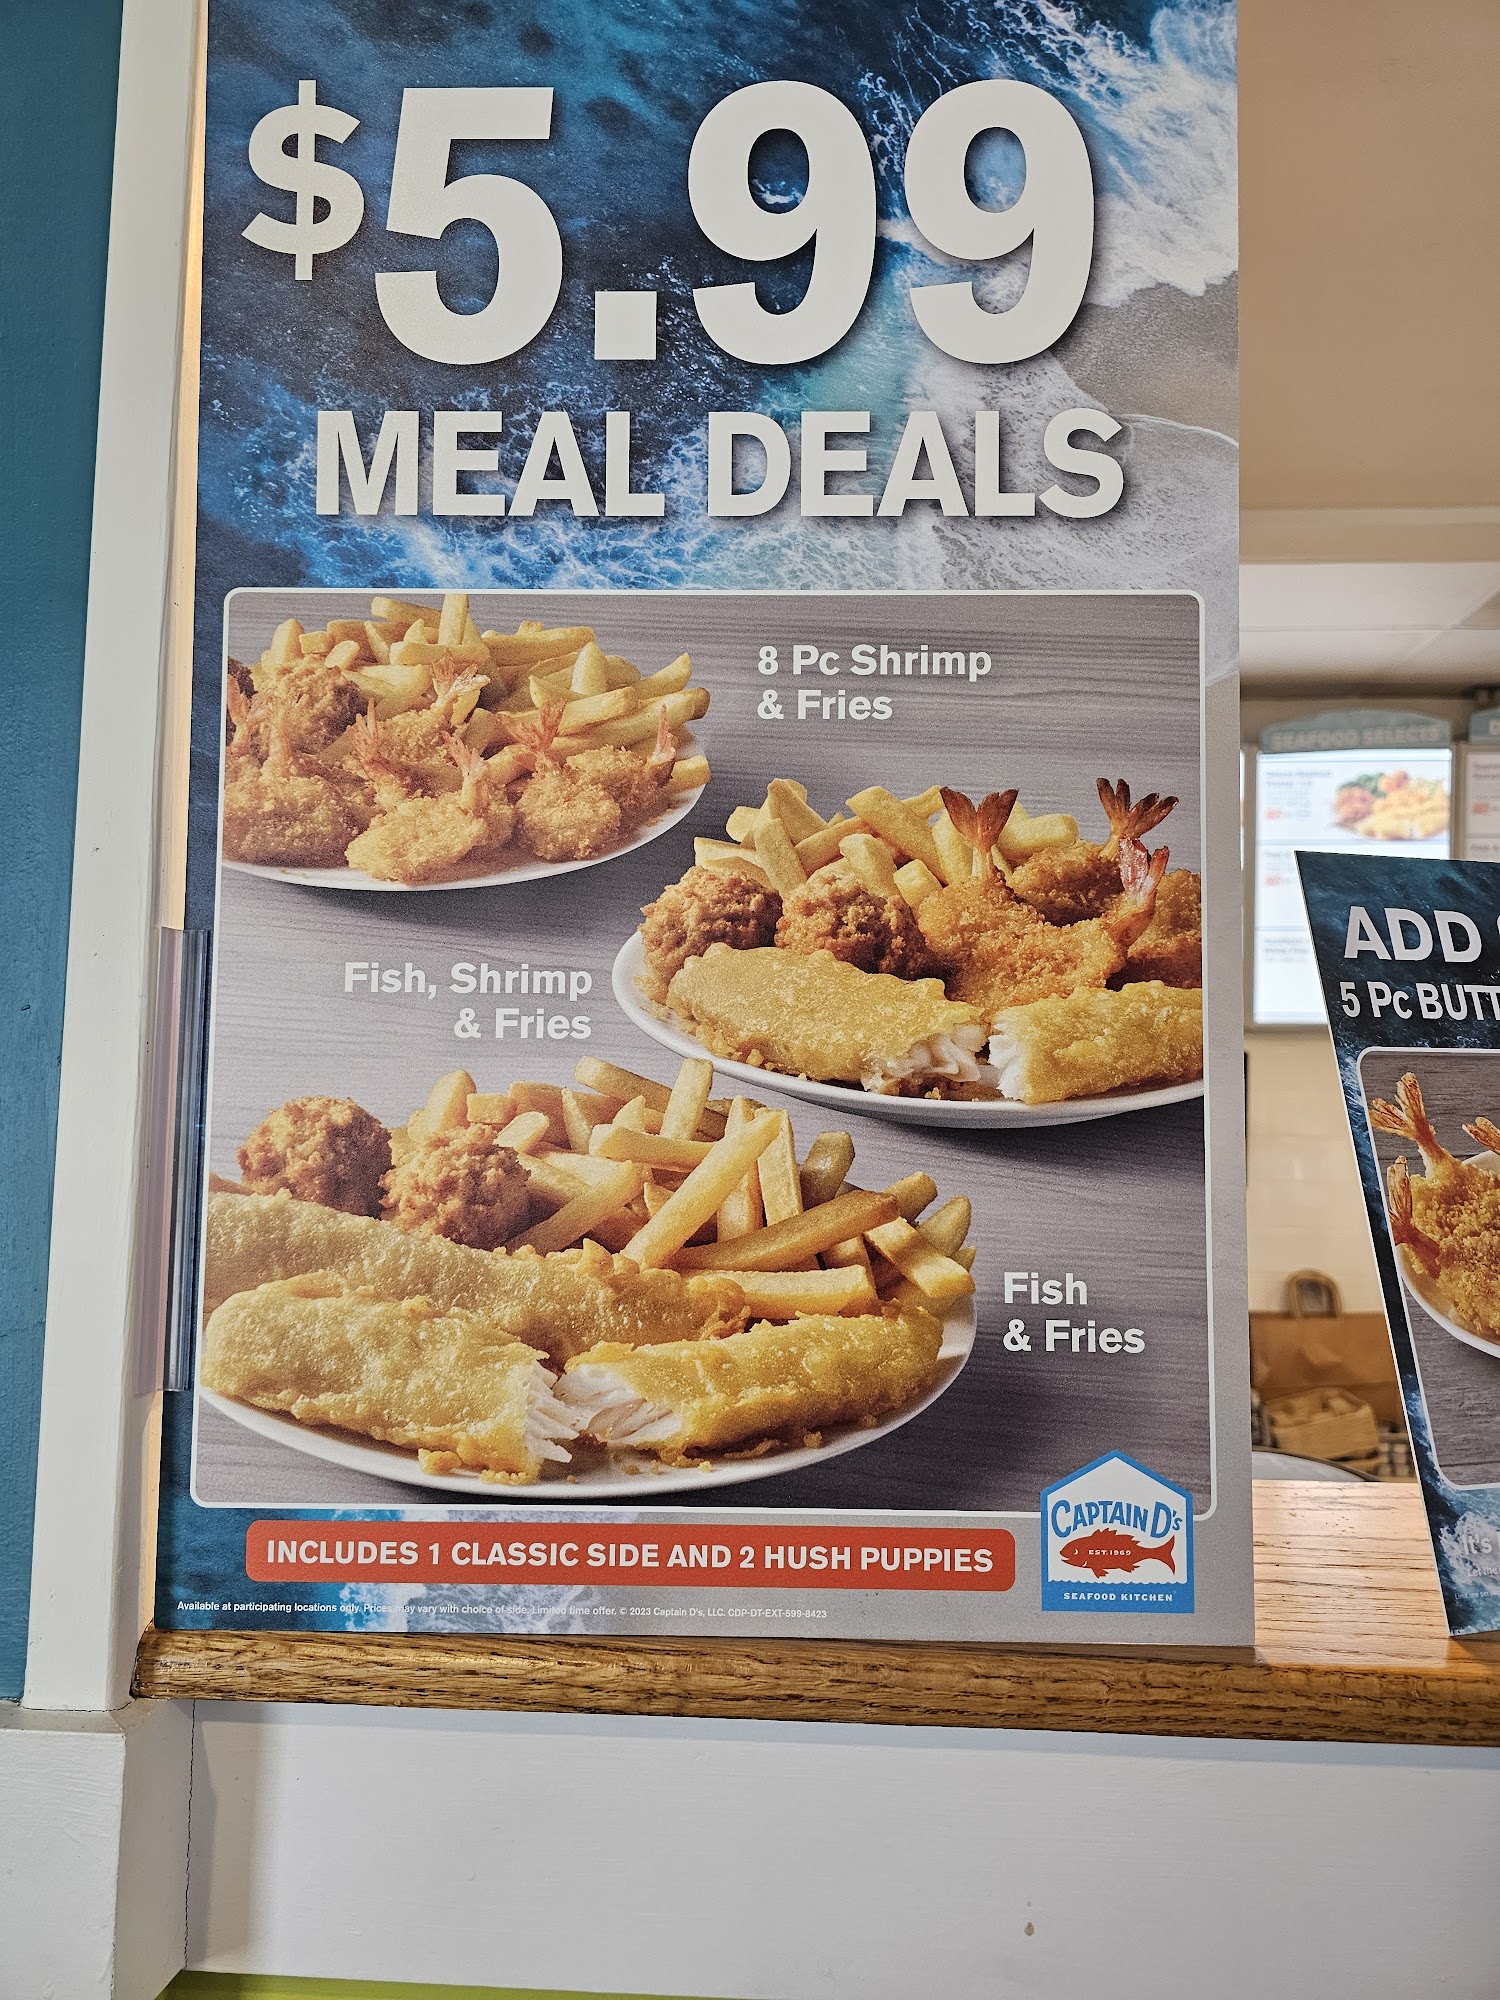 $5.99
MEAL DEALS
8 Pc Shrimp
& Fries
Fish, Shrimp
& Fries
Fish
& Fries
CAPTAIN D's
EST. 1969
SEAFOOD KITCHEN
INCLUDES 1 CLASSIC SIDE AND 2 HUSH PUPPIES
Available at participating locations only. Prices may vary with choice of side. Limited time offer. © 2023 Captain D's, LLC. CDP-DT-EXT-599-8423
SEAFOOD SELECTS
ADD
5 Pc BUTT
It's